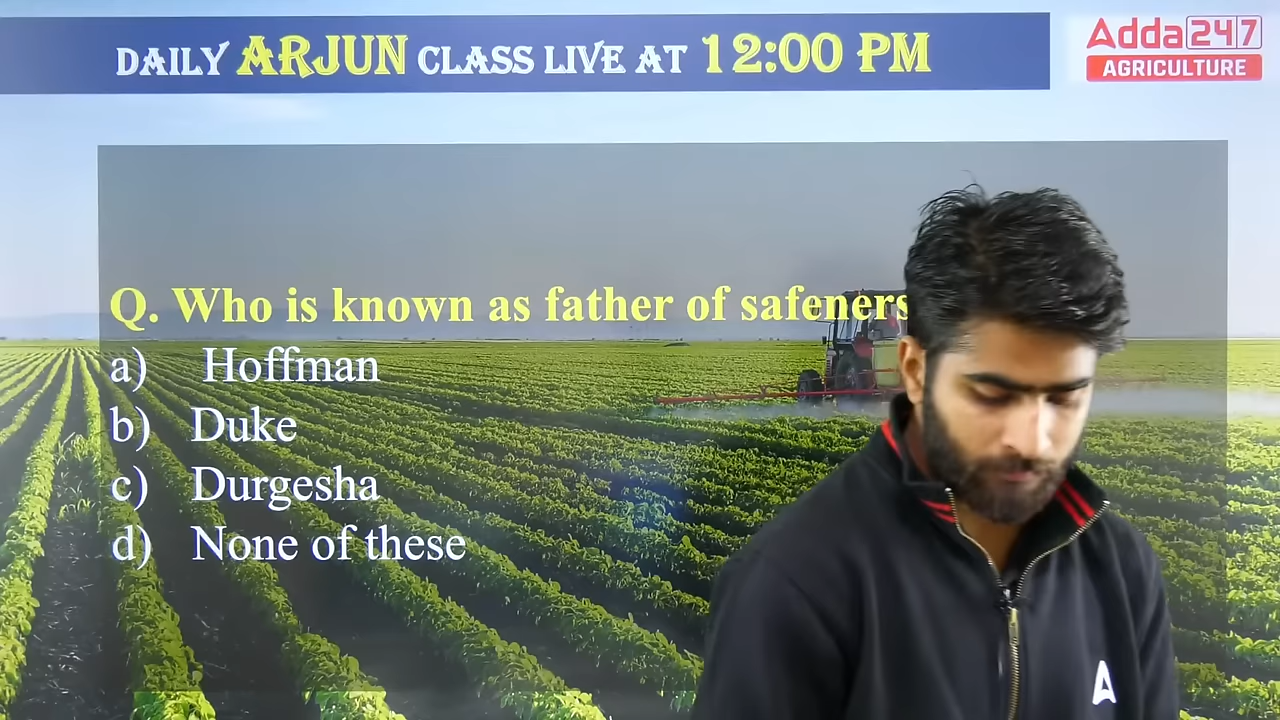 DAILY ARJUN CLASS LIVE AT 12:00 PM
Adda247
AGRICULTURE
Q. Who is known as father of safeners
a) Hoffman
b) Duke
c) Durgesha
d) None of these
A